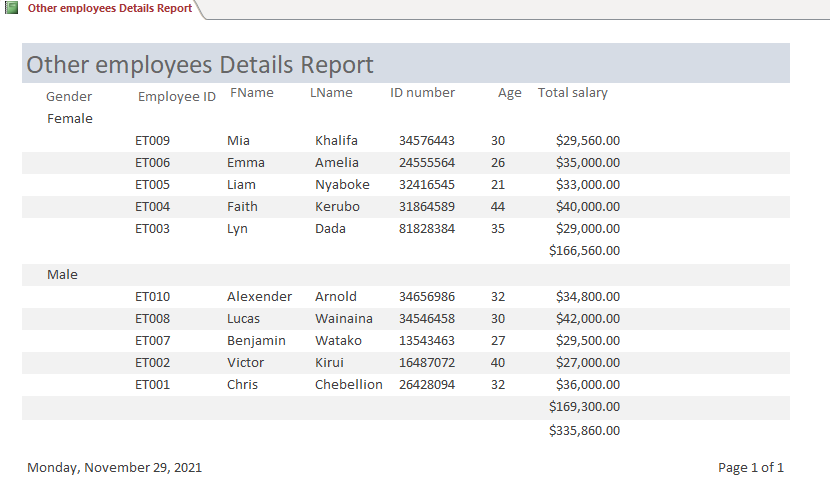 Other employees Details Report
Other employees Details Report
Gender Employee ID FName LName ID number Age Total salary
Female
ET009 Mia Khalifa 34576443 30 $29,560.00
ET006 Emma Amelia 24555564 26 $35,000.00
ET005 Liam Nyaboke 32416545 21 $33,000.00
ET004 Faith Kerubo 31864589 44 $40,000.00
ET003 Lyn Dada 81828384 35 $29,000.00
$166,560.00
Male
ET010 Alexender Arnold 34656986 32 $34,800.00
ET008 Lucas Wainaina 34546458 30 $42,000.00
ET007 Benjamin Watako 13543463 27 $29,500.00
ET002 Victor Kirui 16487072 40 $27,000.00
ET001 Chris Chebellion 26428094 32 $36,000.00
$169,300.00
$335,860.00
Monday, November 29, 2021 Page 1 of 1